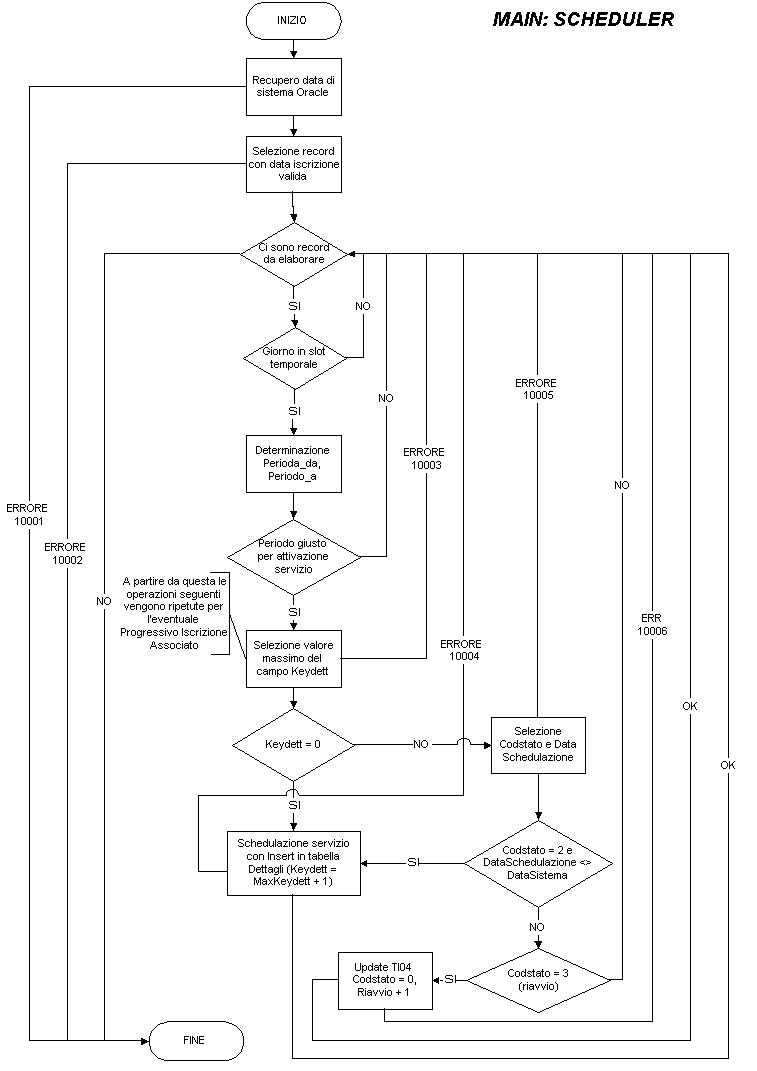 MAIN: SCHEDULER
INIZIO
Recupero data di
sistema Oracle
Selezione record
con data iscrizione
valida
Ci sono record
da elaborare
SI
NO
Giorno in slot
temporale
SI
NO
ERRORE
10005
Determinazione
Perioda_da,
Periodo_a
ERRORE
10003
NO
ERRORE
10001
ERRORE
10002
Periodo giusto
per attivazione
servizio
A partire da questa le
operazioni seguenti
vengono ripetute per
l'eventuale
Progressivo Iscrizione
Associato
NO
SI
ERR
10006
Selezione valore
massimo del
campo Keydett
ERRORE
10004
OK
Keydett = 0
NO
Selezione
Codstato e Data
Schedulazione
OK
SI
Schedulazione servizio
con Insert in tabella
Dettagli (Keydett =
MaxKeydett + 1)
SI
Codstato = 2 e
DataSchedulazione <>
DataSistema
NO
Update TI04
Codstato = 0,
Riavvio + 1
SI
Codstato = 3
(riavvio)
FINE